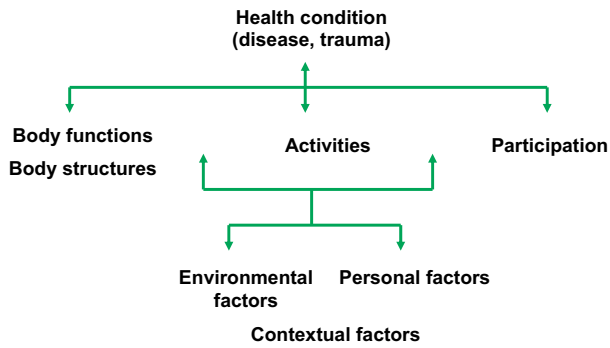 Health condition
(disease, trauma)
Body functions
Body structures
Activities
Participation
Environmental
factors
Personal factors
Contextual factors